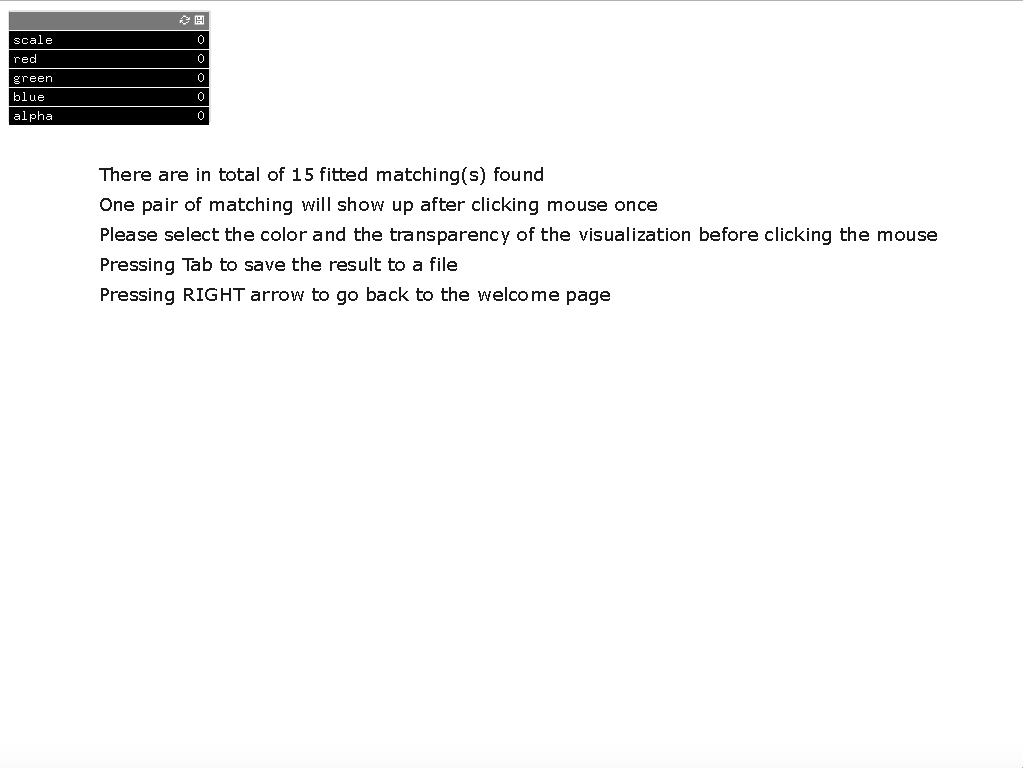 scale 0
red 0
green 0
blue 0
alpha 0
There are in total of 15 fitted matching(s) found
One pair of matching will show up after clicking mouse once
Please select the color and the transparency of the visualization before clicking the mouse
Pressing Tab to save the result to a file
Pressing RIGHT arrow to go back to the welcome page